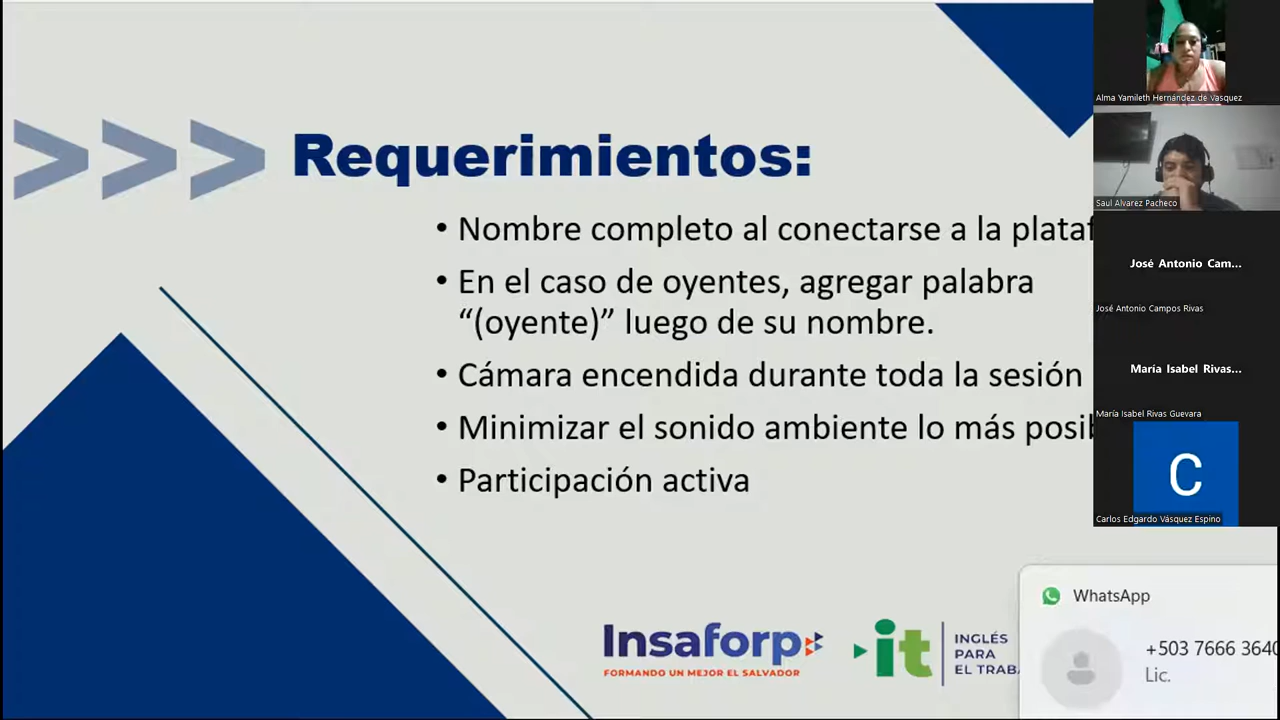 >>> Requerimientos:
• Nombre completo al conectarse a la plataf
• En el caso de oyentes, agregar palabra
“(oyente)” luego de su nombre.
• Cámara encendida durante toda la sesión
• Minimizar el sonido ambiente lo más posib
• Participación activa
Insaforp
FORMANDO UN MEJOR EL SALVADOR
it
INGLÉS
PARA
EL TRABA
Alma Yamileth Hernández de Vasquez
Saul Alvarez Pacheco
José Antonio Cam...
José Antonio Campos Rivas
María Isabel Rivas...
María Isabel Rivas Guevara
C
Carlos Edgardo Vásquez Espino
WhatsApp
+503 7666 3640
Lic.